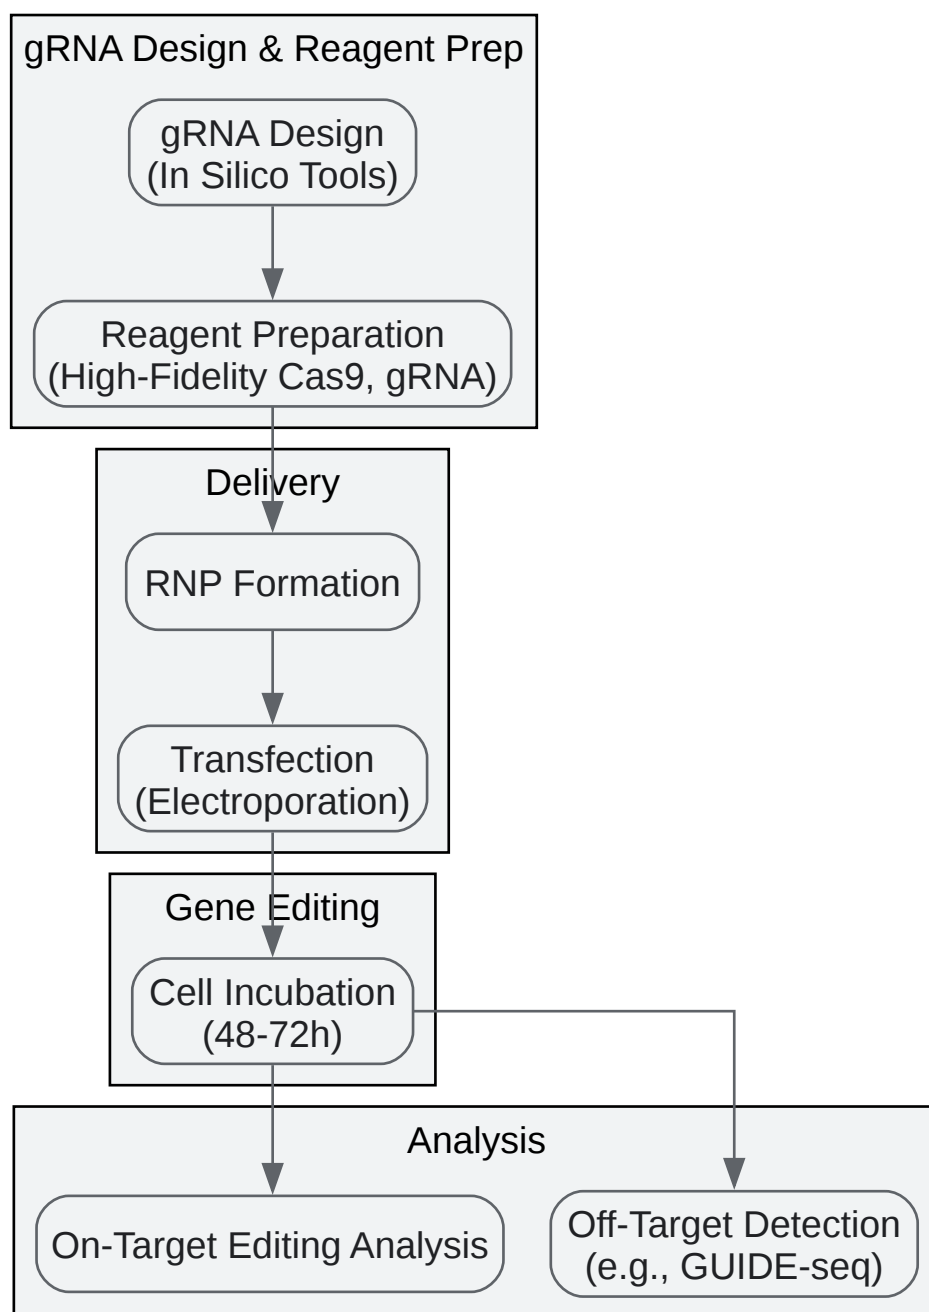 gRNA Design & Reagent Prep
gRNA Design
(In Silico Tools)
Reagent Preparation
(High-Fidelity Cas9, gRNA)
Delivery
RNP Formation
Transfection
(Electroporation)
Gene Editing
Cell Incubation
(48-72h)
Analysis
On-Target Editing Analysis
Off-Target Detection
(e.g., GUIDE-seq)